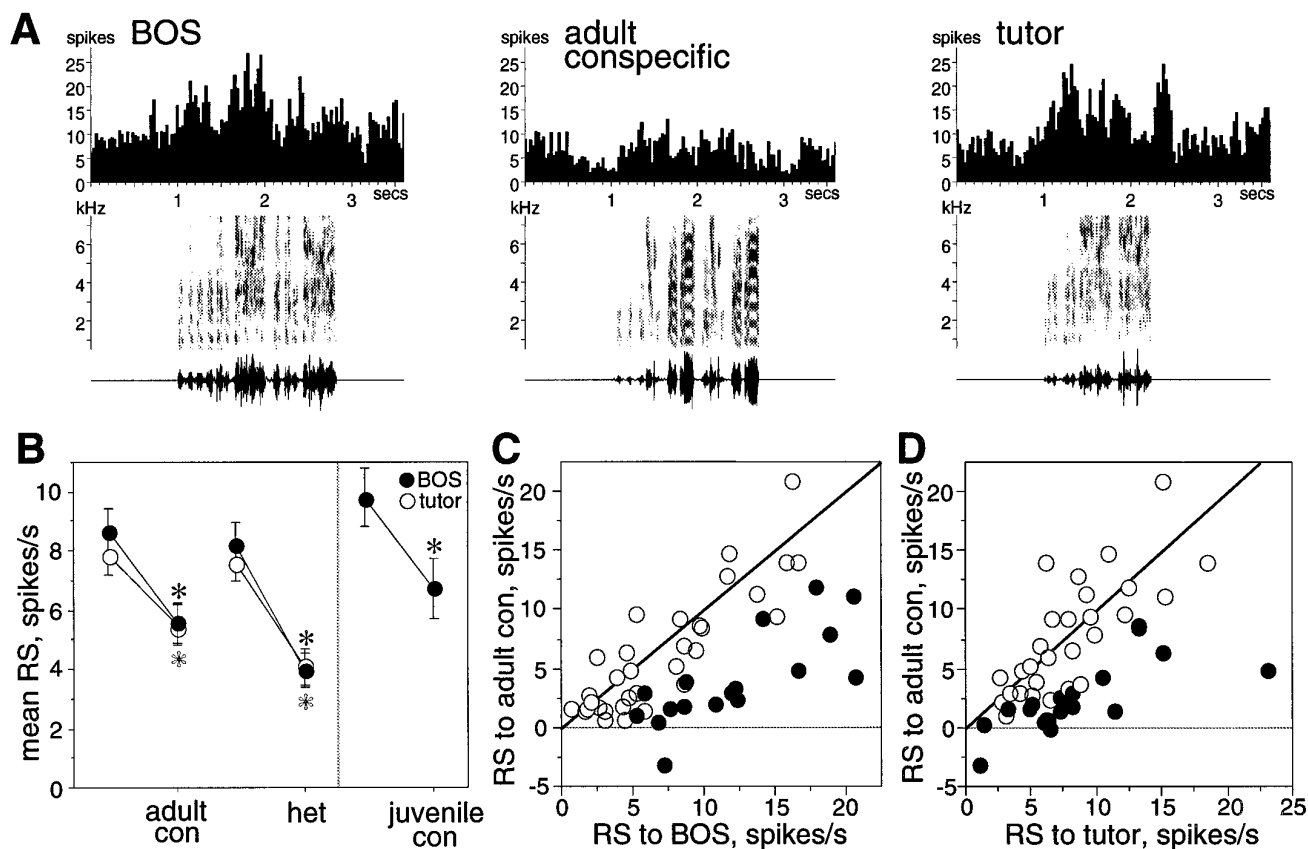 A
spikes BOS
25
20
15
10
5
0
1 2 3 secs
kHz
6
4
2
spikes adult
conspecific
25
20
15
10
5
0
1 2 3 secs
kHz
6
4
2
spikes tutor
25
20
15
10
5
0
1 2 3 secs
kHz
6
4
2
B
mean RS, spikes/s
10
8
6
4
2
0
BOS
tutor
*
*
*
*
*
adult
con
het
juvenile
con
C
RS to adult con, spikes/s
20
15
10
5
0
-5
0 5 10 15 20
RS to BOS, spikes/s
D
RS to adult con, spikes/s
20
15
10
5
0
-5
0 5 10 15 20 25
RS to tutor, spikes/s